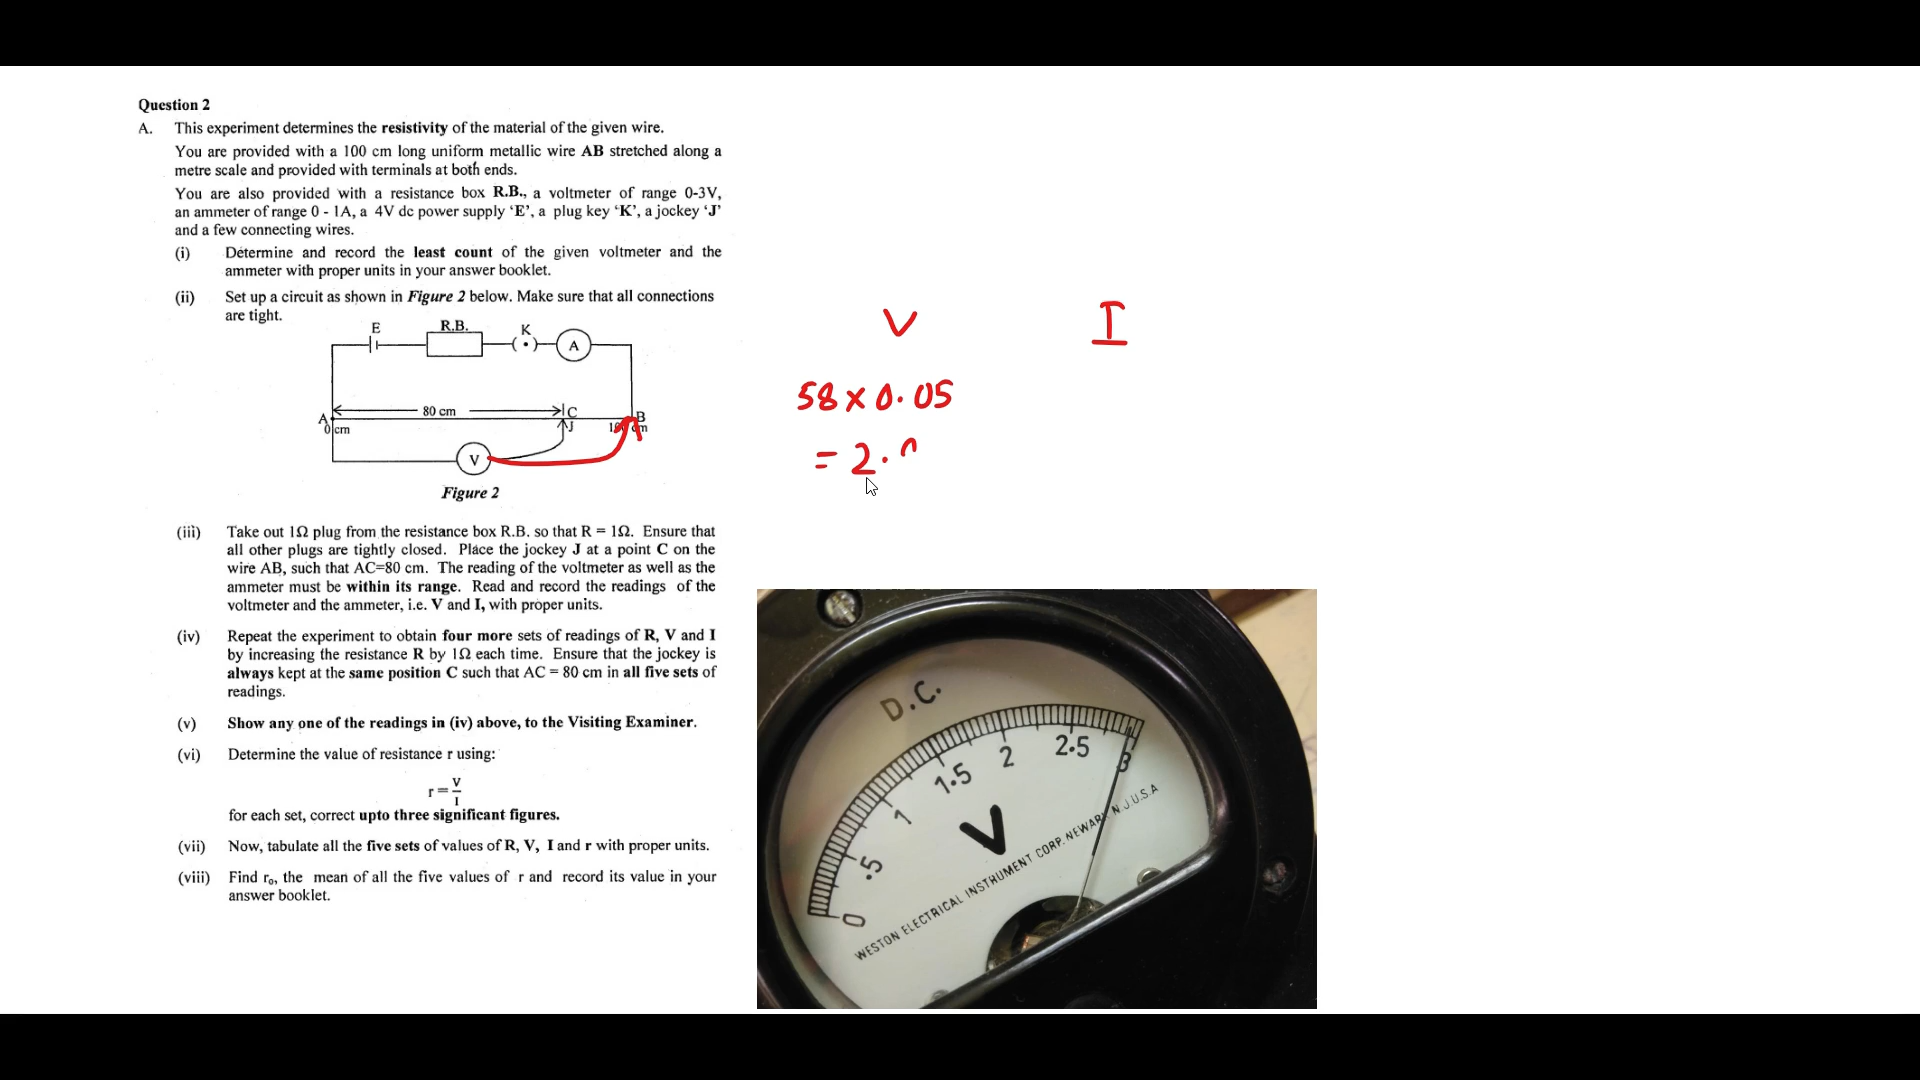 Question 2
A. This experiment determines the resistivity of the material of the given wire.
You are provided with a 100 cm long uniform metallic wire AB stretched along a
metre scale and provided with terminals at both ends.
You are also provided with a resistance box R.B., a voltmeter of range 0-3V,
an ammeter of range 0 - 1A, a 4V dc power supply ‘E’, a plug key ‘K’, a jockey ‘J’
and a few connecting wires.
(i) Determine and record the least count of the given voltmeter and the
ammeter with proper units in your answer booklet.
(ii) Set up a circuit as shown in Figure 2 below. Make sure that all connections
are tight.
E R.B. K
A
80 cm C
A B
0 cm J
V
Figure 2
(iii) Take out 1Ω plug from the resistance box R.B. so that R = 1Ω. Ensure that
all other plugs are tightly closed. Place the jockey J at a point C on the
wire AB, such that AC=80 cm. The reading of the voltmeter as well as the
ammeter must be within its range. Read and record the readings of the
voltmeter and the ammeter, i.e. V and I, with proper units.
(iv) Repeat the experiment to obtain four more sets of readings of R, V and I
by increasing the resistance R by 1Ω each time. Ensure that the jockey is
always kept at the same position C such that AC = 80 cm in all five sets of
readings.
(v) Show any one of the readings in (iv) above, to the Visiting Examiner.
(vi) Determine the value of resistance r using:
r = V
I
for each set, correct upto three significant figures.
(vii) Now, tabulate all the five sets of values of R, V, I and r with proper units.
(viii) Find r₀, the mean of all the five values of r and record its value in your
answer booklet.
V I
58 x 0.05
= 2.
D.C.
0 .5 1 1.5 2 2.5 3
V
WESTON ELECTRICAL INSTRUMENT CORP. NEWARK N.J.U.S.A